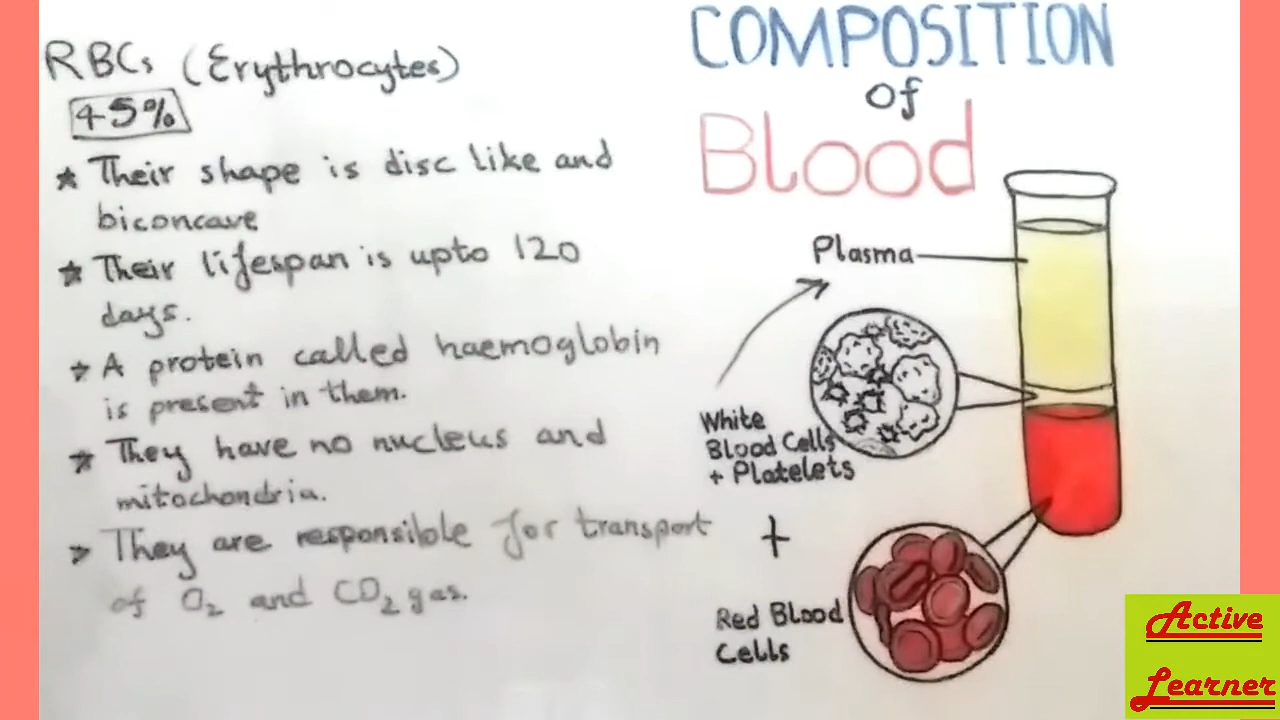 RBCs (Erythrocytes)
45%
★ Their shape is disc like and
biconcave
★ Their lifespan is upto 120
days.
★ A protein called haemoglobin
is present in them.
★ They have no nucleus and
mitochondria.
★ They are responsible for transport
of O₂ and CO₂ gas.
COMPOSITION
of
Blood
Plasma
White
Blood Cells
+ Platelets
+
Red Blood
Cells
Active
Learner